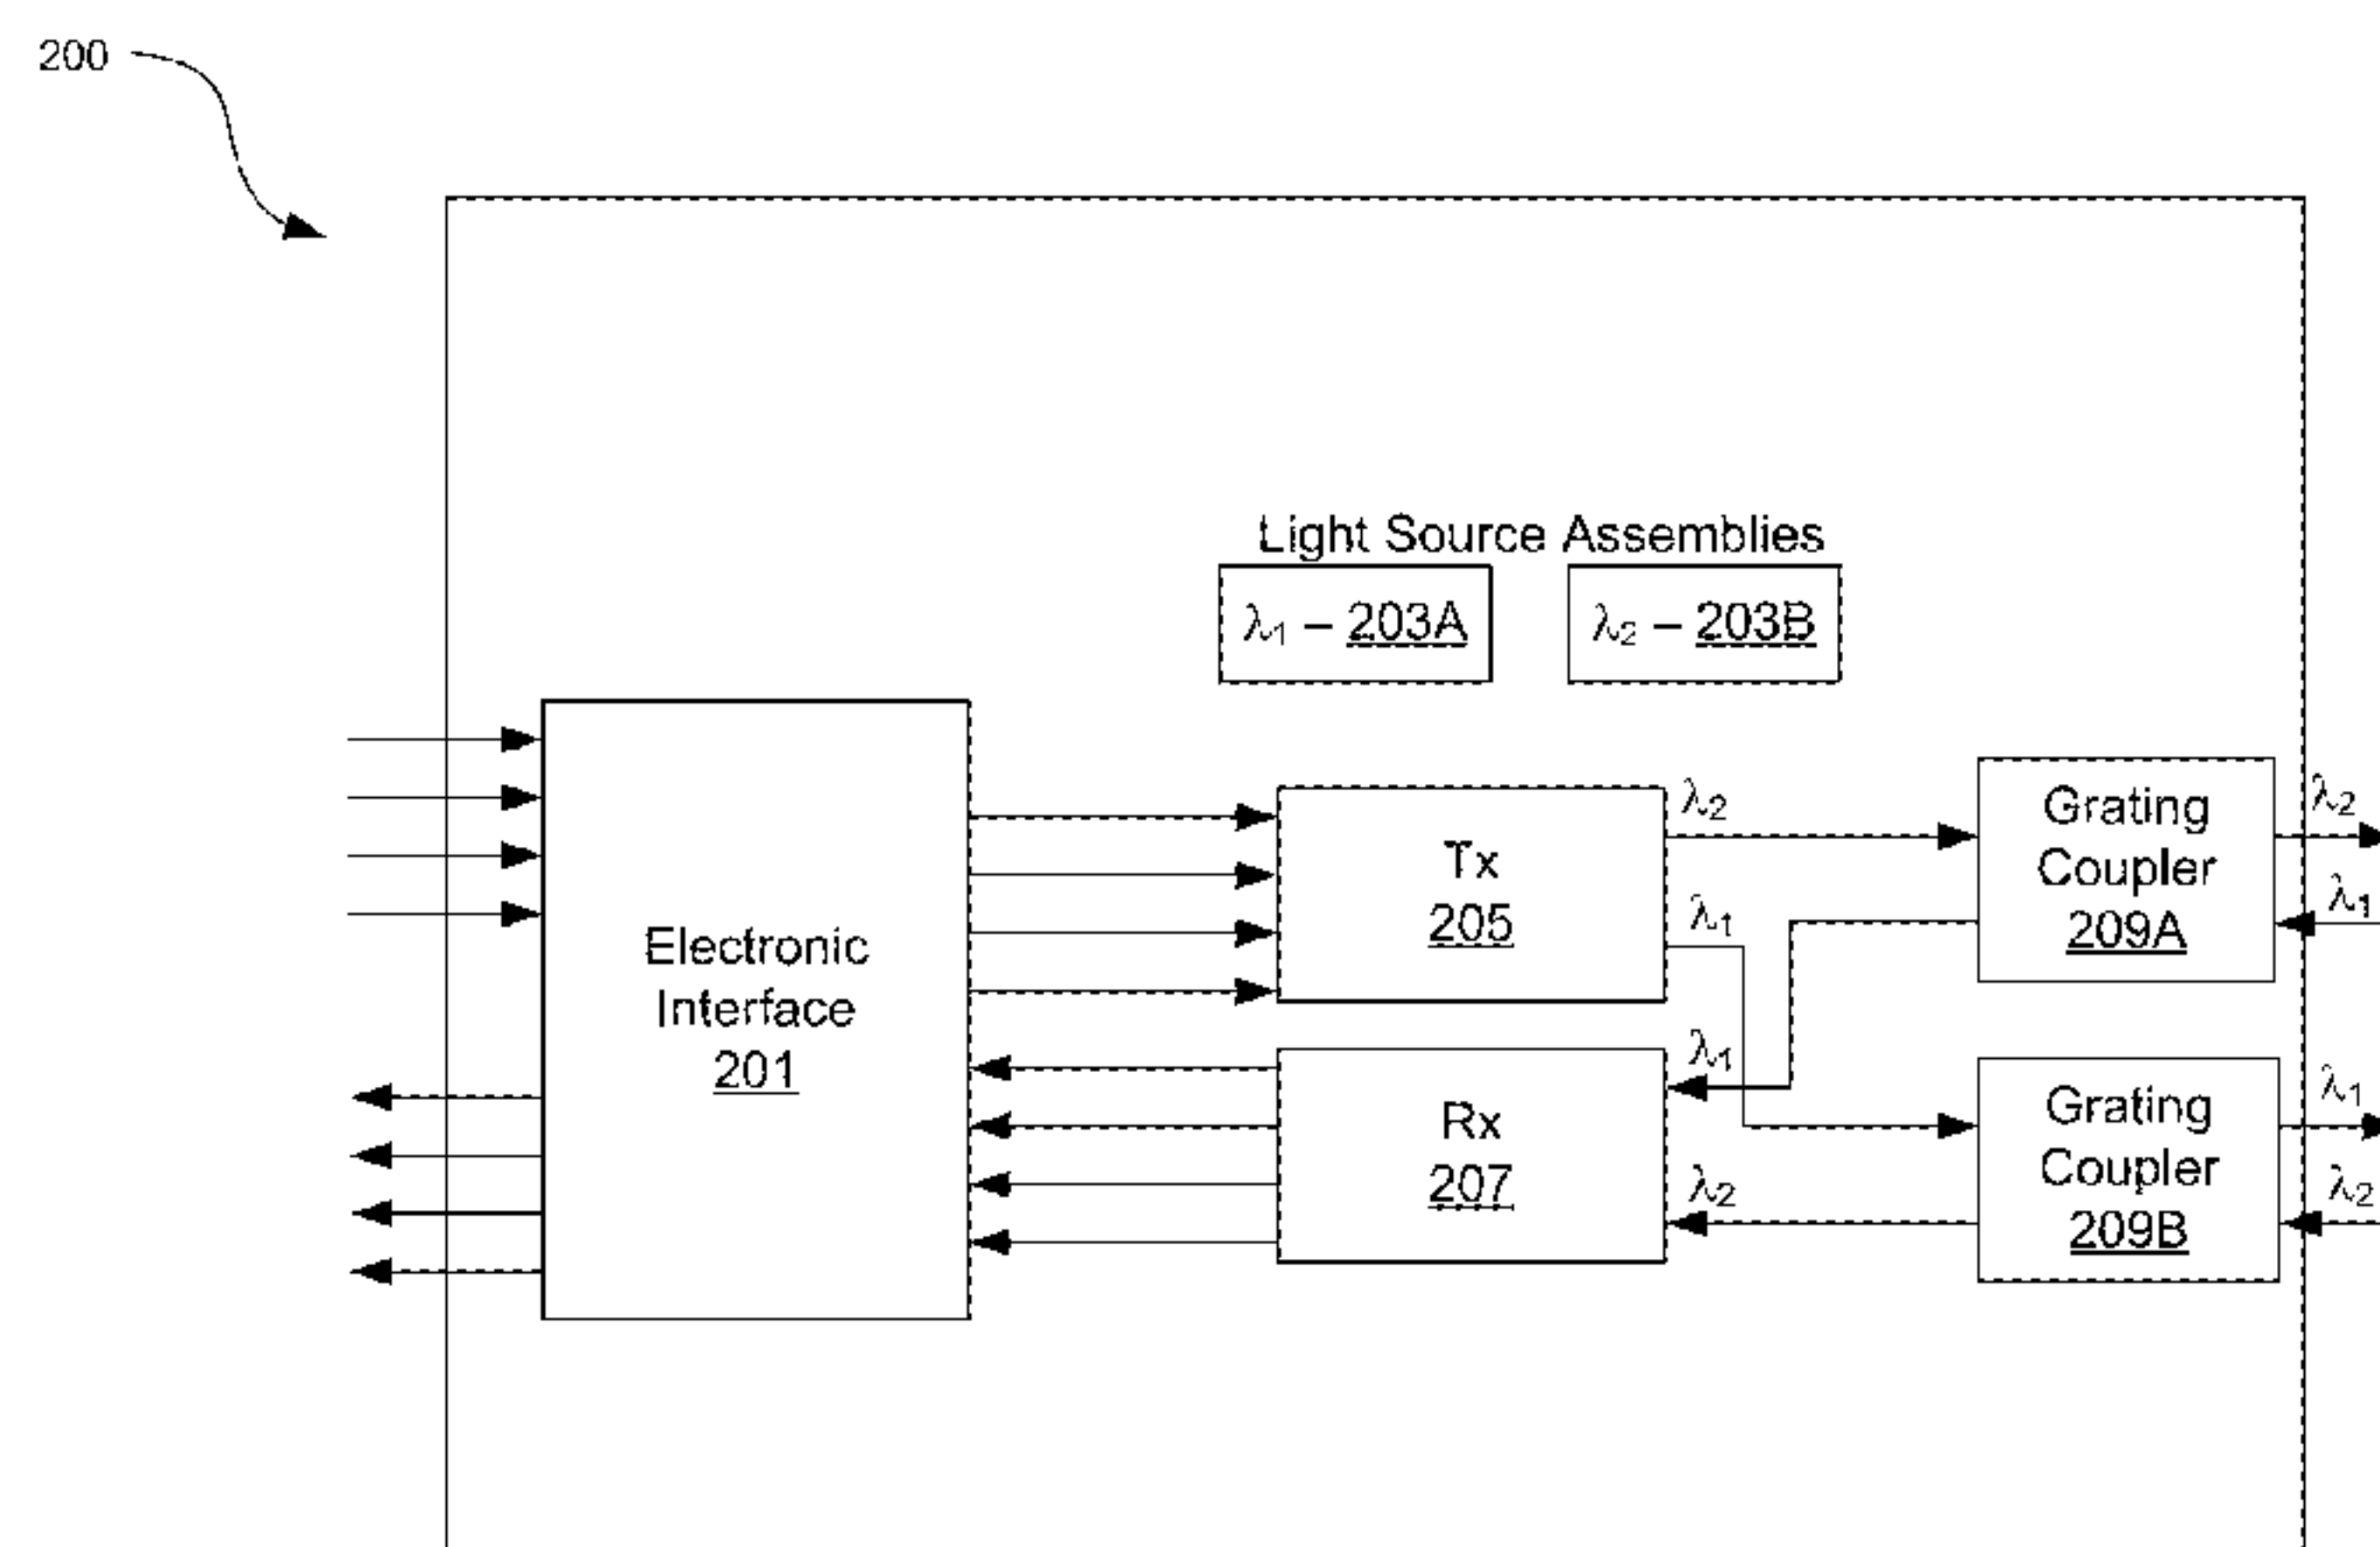 200
Light Source Assemblies
λ1 – 203A
λ2 – 203B
Electronic
Interface
201
Tx
205
Rx
207
λ2
λ1
λ1
λ2
Grating
Coupler
209A
Grating
Coupler
209B
λ2
λ1
λ1
λ2